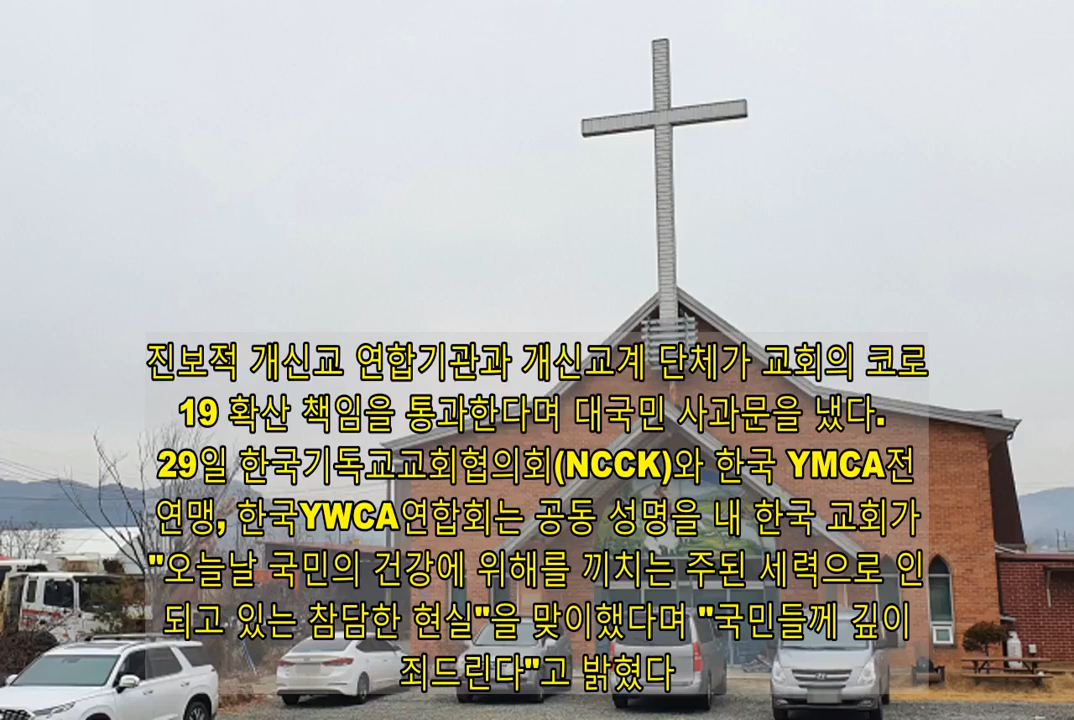 진보적 개신교 연합기관과 개신교계 단체가 교회의 코로
19 확산 책임을 통과한다며 대국민 사과문을 냈다.
29일 한국기독교교회협의회(NCCK)와 한국 YMCA전
연맹, 한국YWCA연합회는 공동 성명을 내 한국 교회가
"오늘날 국민의 건강에 위해를 끼치는 주된 세력으로 인
되고 있는 참담한 현실"을 맞이했다며 "국민들께 깊이
죄드린다"고 밝혔다